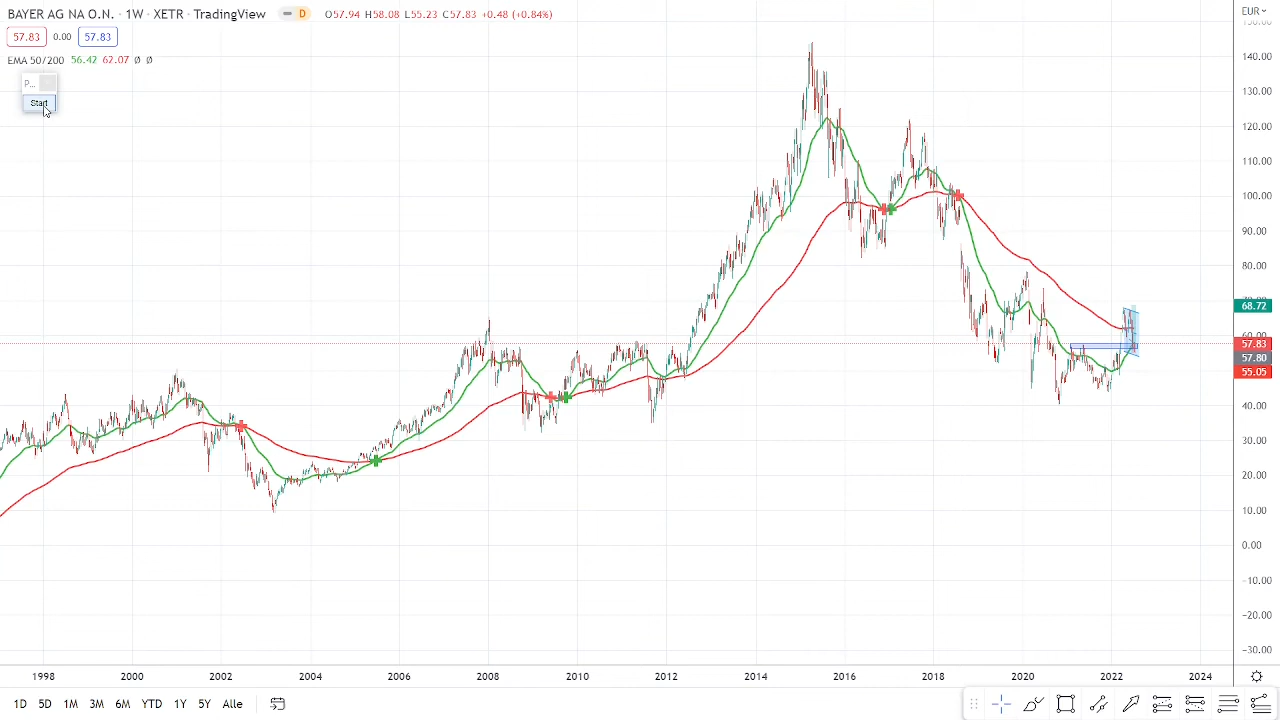 BAYER AG NA O.N. · 1W · XETR · TradingView D O57.94 H58.08 L55.23 C57.83 +0.48 (+0.84%)
EUR
57.83 0.00 57.83
EMA 50/200 56.42 62.07 Ø Ø
P...
Start
140.00
130.00
120.00
110.00
100.00
90.00
80.00
68.72
60.00
57.83
57.80
55.05
40.00
30.00
20.00
10.00
0.00
-10.00
-20.00
-30.00
1998 2000 2002 2004 2006 2008 2010 2012 2014 2016 2018 2020 2022 2024
1D 5D 1M 3M 6M YTD 1Y 5Y Alle